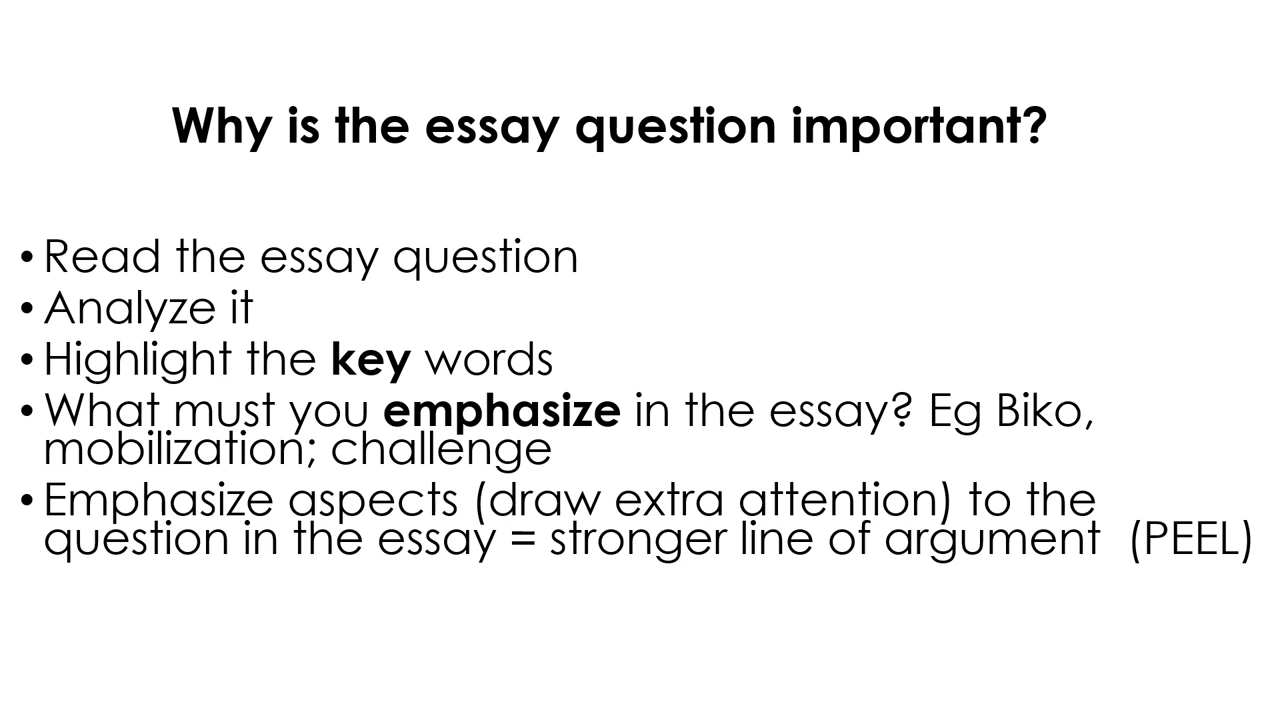 Why is the essay question important?
• Read the essay question
• Analyze it
• Highlight the key words
• What must you emphasize in the essay? Eg Biko,
mobilization; challenge
• Emphasize aspects (draw extra attention) to the
question in the essay = stronger line of argument (PEEL)